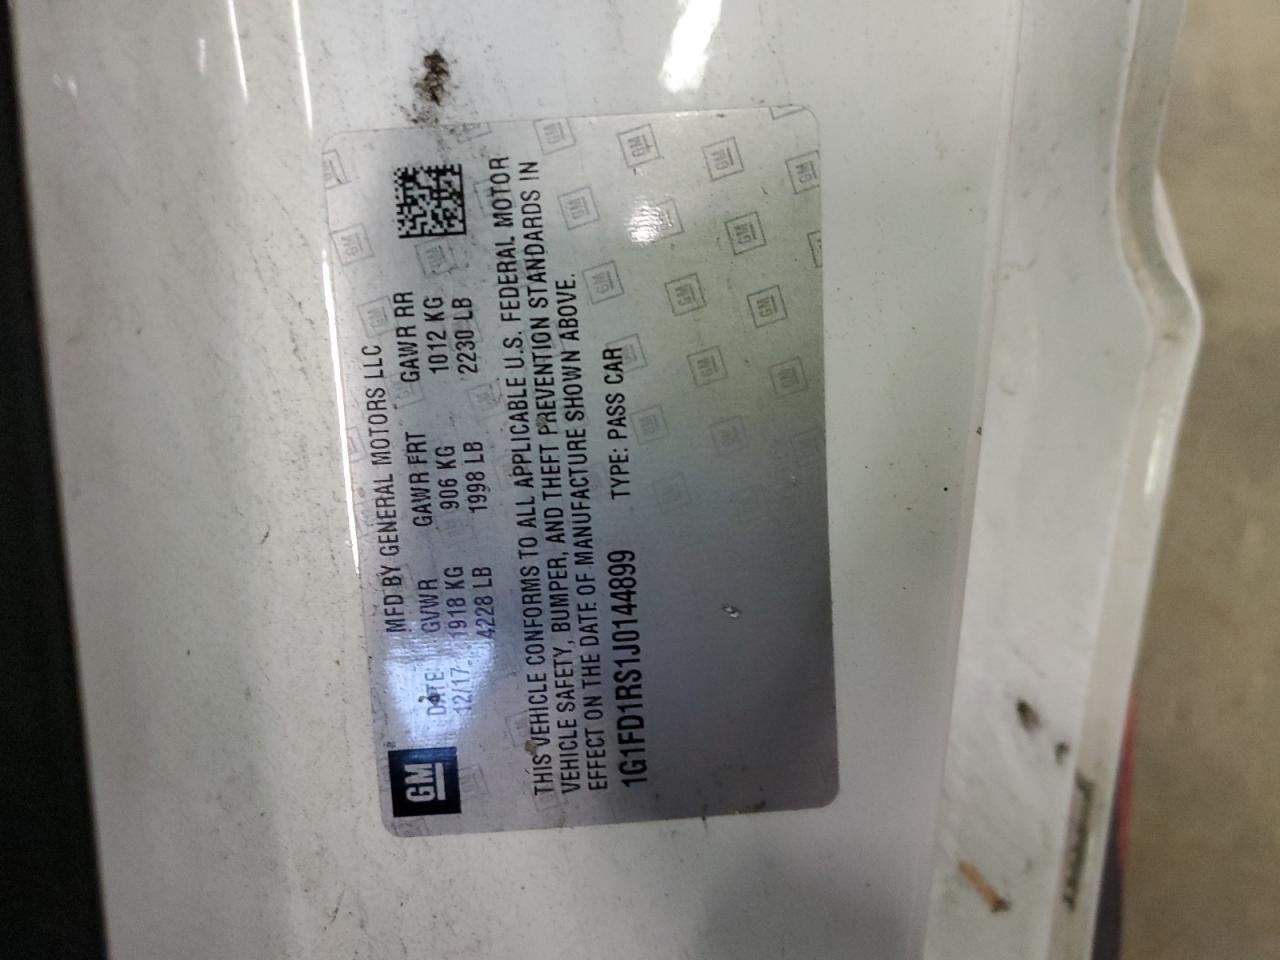 GM
MFD BY GENERAL MOTORS LLC
DATE GVWR GAWR FRT GAWR RR
12/17 1918 KG 906 KG 1012 KG
4228 LB 1998 LB 2230 LB
THIS VEHICLE CONFORMS TO ALL APPLICABLE U.S. FEDERAL MOTOR
VEHICLE SAFETY, BUMPER, AND THEFT PREVENTION STANDARDS IN
EFFECT ON THE DATE OF MANUFACTURE SHOWN ABOVE.
1G1FD1RS1J0144899 TYPE: PASS CAR